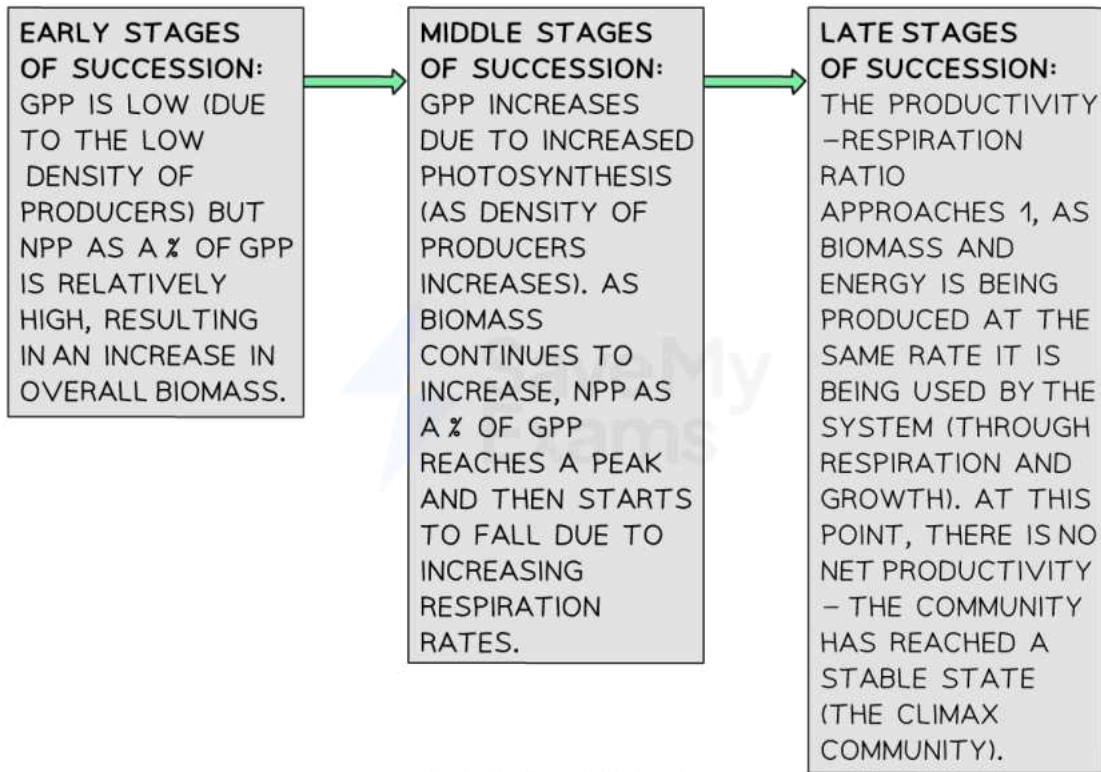 EARLY STAGES
OF SUCCESSION:
GPP IS LOW (DUE
TO THE LOW
DENSITY OF
PRODUCERS) BUT
NPP AS A % OF GPP
IS RELATIVELY
HIGH, RESULTING
IN AN INCREASE IN
OVERALL BIOMASS.
MIDDLE STAGES
OF SUCCESSION:
GPP INCREASES
DUE TO INCREASED
PHOTOSYNTHESIS
(AS DENSITY OF
PRODUCERS
INCREASES). AS
BIOMASS
CONTINUES TO
INCREASE, NPP AS
A % OF GPP
REACHES A PEAK
AND THEN STARTS
TO FALL DUE TO
INCREASING
RESPIRATION
RATES.
LATE STAGES
OF SUCCESSION:
THE PRODUCTIVITY
–RESPIRATION
RATIO
APPROACHES 1, AS
BIOMASS AND
ENERGY IS BEING
PRODUCED AT THE
SAME RATE IT IS
BEING USED BY THE
SYSTEM (THROUGH
RESPIRATION AND
GROWTH). AT THIS
POINT, THERE IS NO
NET PRODUCTIVITY
– THE COMMUNITY
HAS REACHED A
STABLE STATE
(THE CLIMAX
COMMUNITY).
SaveMy
Exams